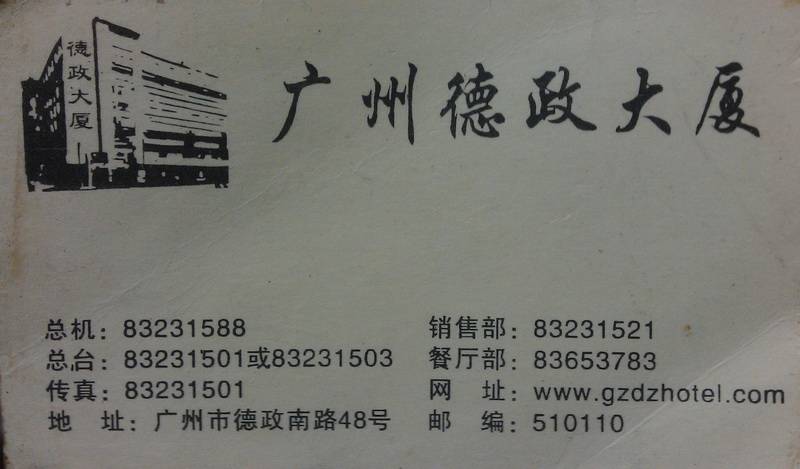 德政大厦
广州德政大厦
总机：83231588
总台：83231501或83231503
传真：83231501
地 址：广州市德政南路48号
销售部：83231521
餐厅部：83653783
网 址：www.gzdzhotel.com
邮 编：510110